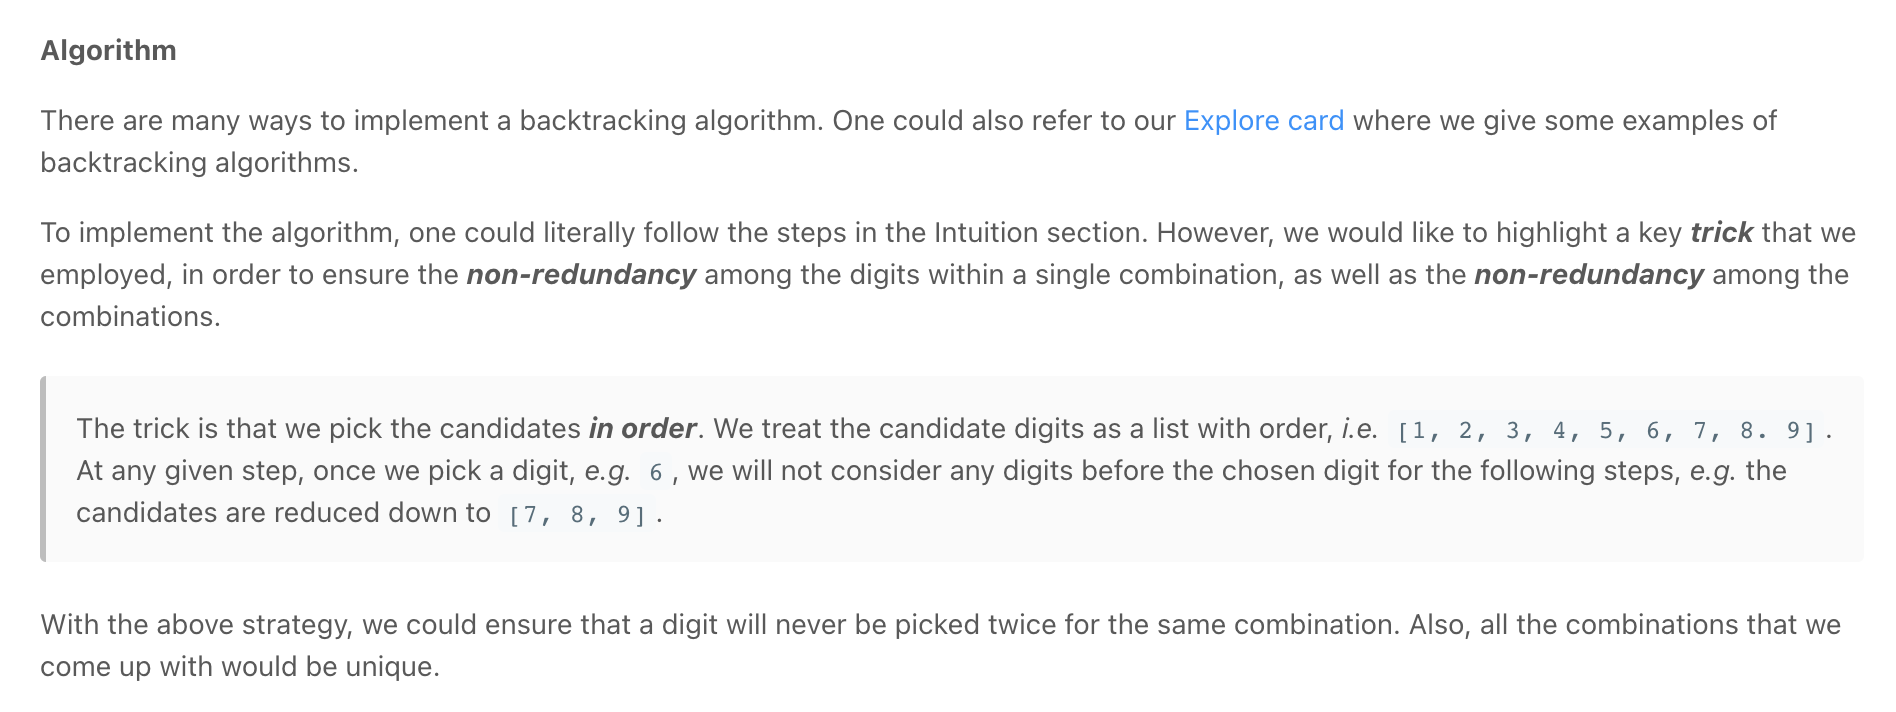 Algorithm
There are many ways to implement a backtracking algorithm. One could also refer to our Explore card where we give some examples of
backtracking algorithms.
To implement the algorithm, one could literally follow the steps in the Intuition section. However, we would like to highlight a key trick that we
employed, in order to ensure the non-redundancy among the digits within a single combination, as well as the non-redundancy among the
combinations.
The trick is that we pick the candidates in order. We treat the candidate digits as a list with order, i.e. [1, 2, 3, 4, 5, 6, 7, 8. 9].
At any given step, once we pick a digit, e.g. 6, we will not consider any digits before the chosen digit for the following steps, e.g. the
candidates are reduced down to [7, 8, 9].
With the above strategy, we could ensure that a digit will never be picked twice for the same combination. Also, all the combinations that we
come up with would be unique.